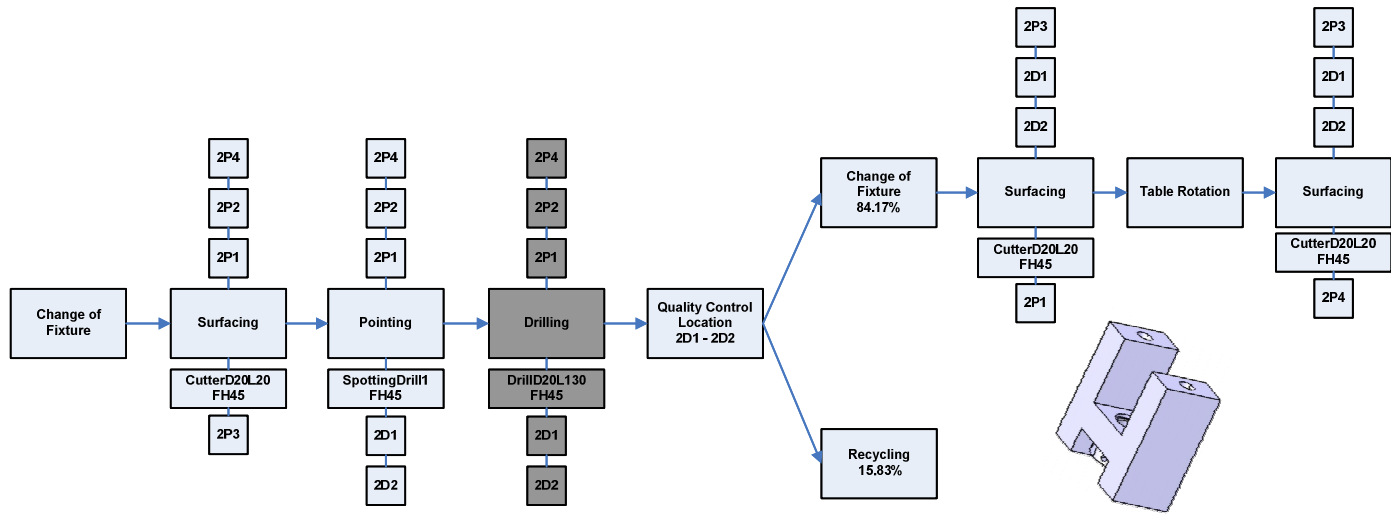 2P3
2D1
2D2
2P3
2D1
2D2
2P4
2P2
2P1
2P4
2P2
2P1
2P4
2P2
2P1
Change of
Fixture
Surfacing
CutterD20L20
FH45
2P3
Pointing
SpottingDrill1
FH45
2D1
2D2
Drilling
DrillD20L130
FH45
2D1
2D2
Quality Control
Location
2D1 - 2D2
Change of
Fixture
84.17%
Surfacing
CutterD20L20
FH45
2P1
Table Rotation
Surfacing
CutterD20L20
FH45
2P4
Recycling
15.83%